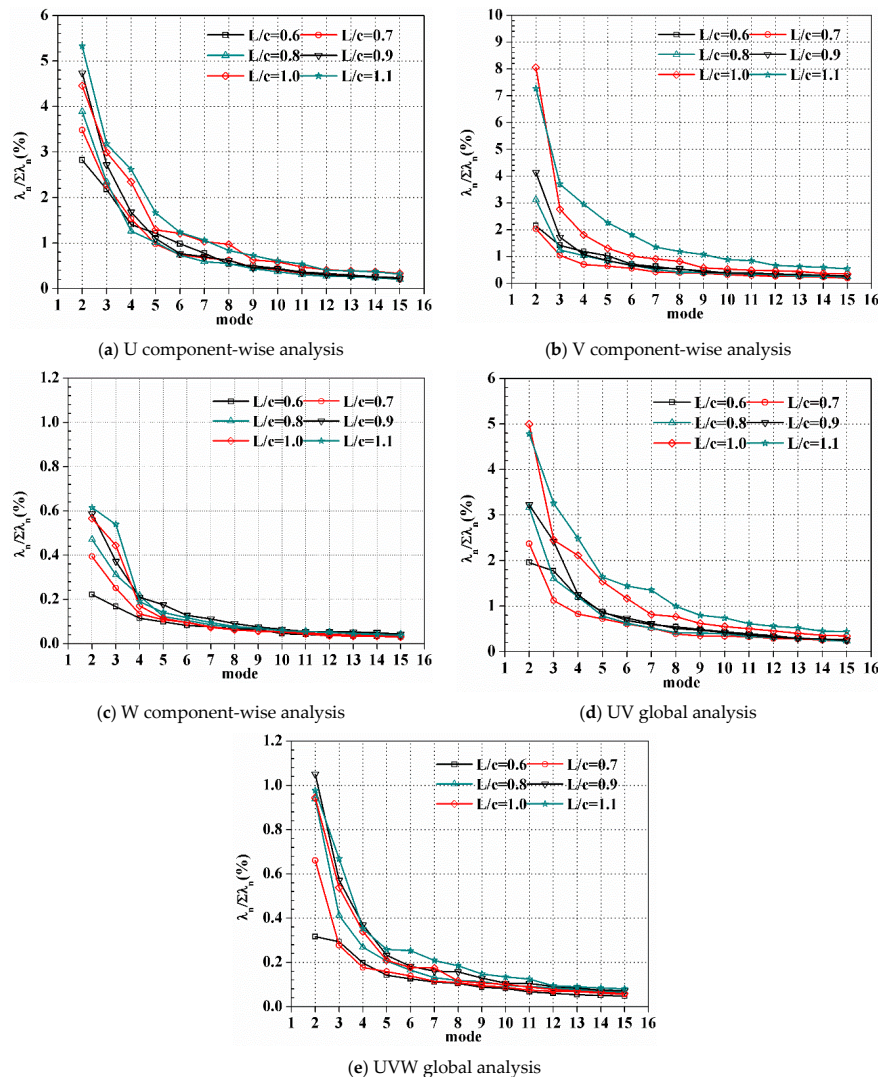 6
5
4
3
2
1
0
λn/Σλn(%)
L/c=0.6 L/c=0.7
L/c=0.8 L/c=0.9
L/c=1.0 L/c=1.1
1 2 3 4 5 6 7 8 9 10 11 12 13 14 15 16
mode
(a) U component-wise analysis
10
9
8
7
6
5
4
3
2
1
0
λn/Σλn(%)
L/c=0.6 L/c=0.7
L/c=0.8 L/c=0.9
L/c=1.0 L/c=1.1
1 2 3 4 5 6 7 8 9 10 11 12 13 14 15 16
mode
(b) V component-wise analysis
1.2
1.0
0.8
0.6
0.4
0.2
0.0
λn/Σλn(%)
L/c=0.6 L/c=0.7
L/c=0.8 L/c=0.9
L/c=1.0 L/c=1.1
1 2 3 4 5 6 7 8 9 10 11 12 13 14 15 16
mode
(c) W component-wise analysis
6
5
4
3
2
1
0
λn/Σλn(%)
L/c=0.6 L/c=0.7
L/c=0.8 L/c=0.9
L/c=1.0 L/c=1.1
1 2 3 4 5 6 7 8 9 10 11 12 13 14 15 16
mode
(d) UV global analysis
1.2
1.0
0.8
0.6
0.4
0.2
0.0
λn/Σλn(%)
L/c=0.6 L/c=0.7
L/c=0.8 L/c=0.9
L/c=1.0 L/c=1.1
1 2 3 4 5 6 7 8 9 10 11 12 13 14 15 16
mode
(e) UVW global analysis